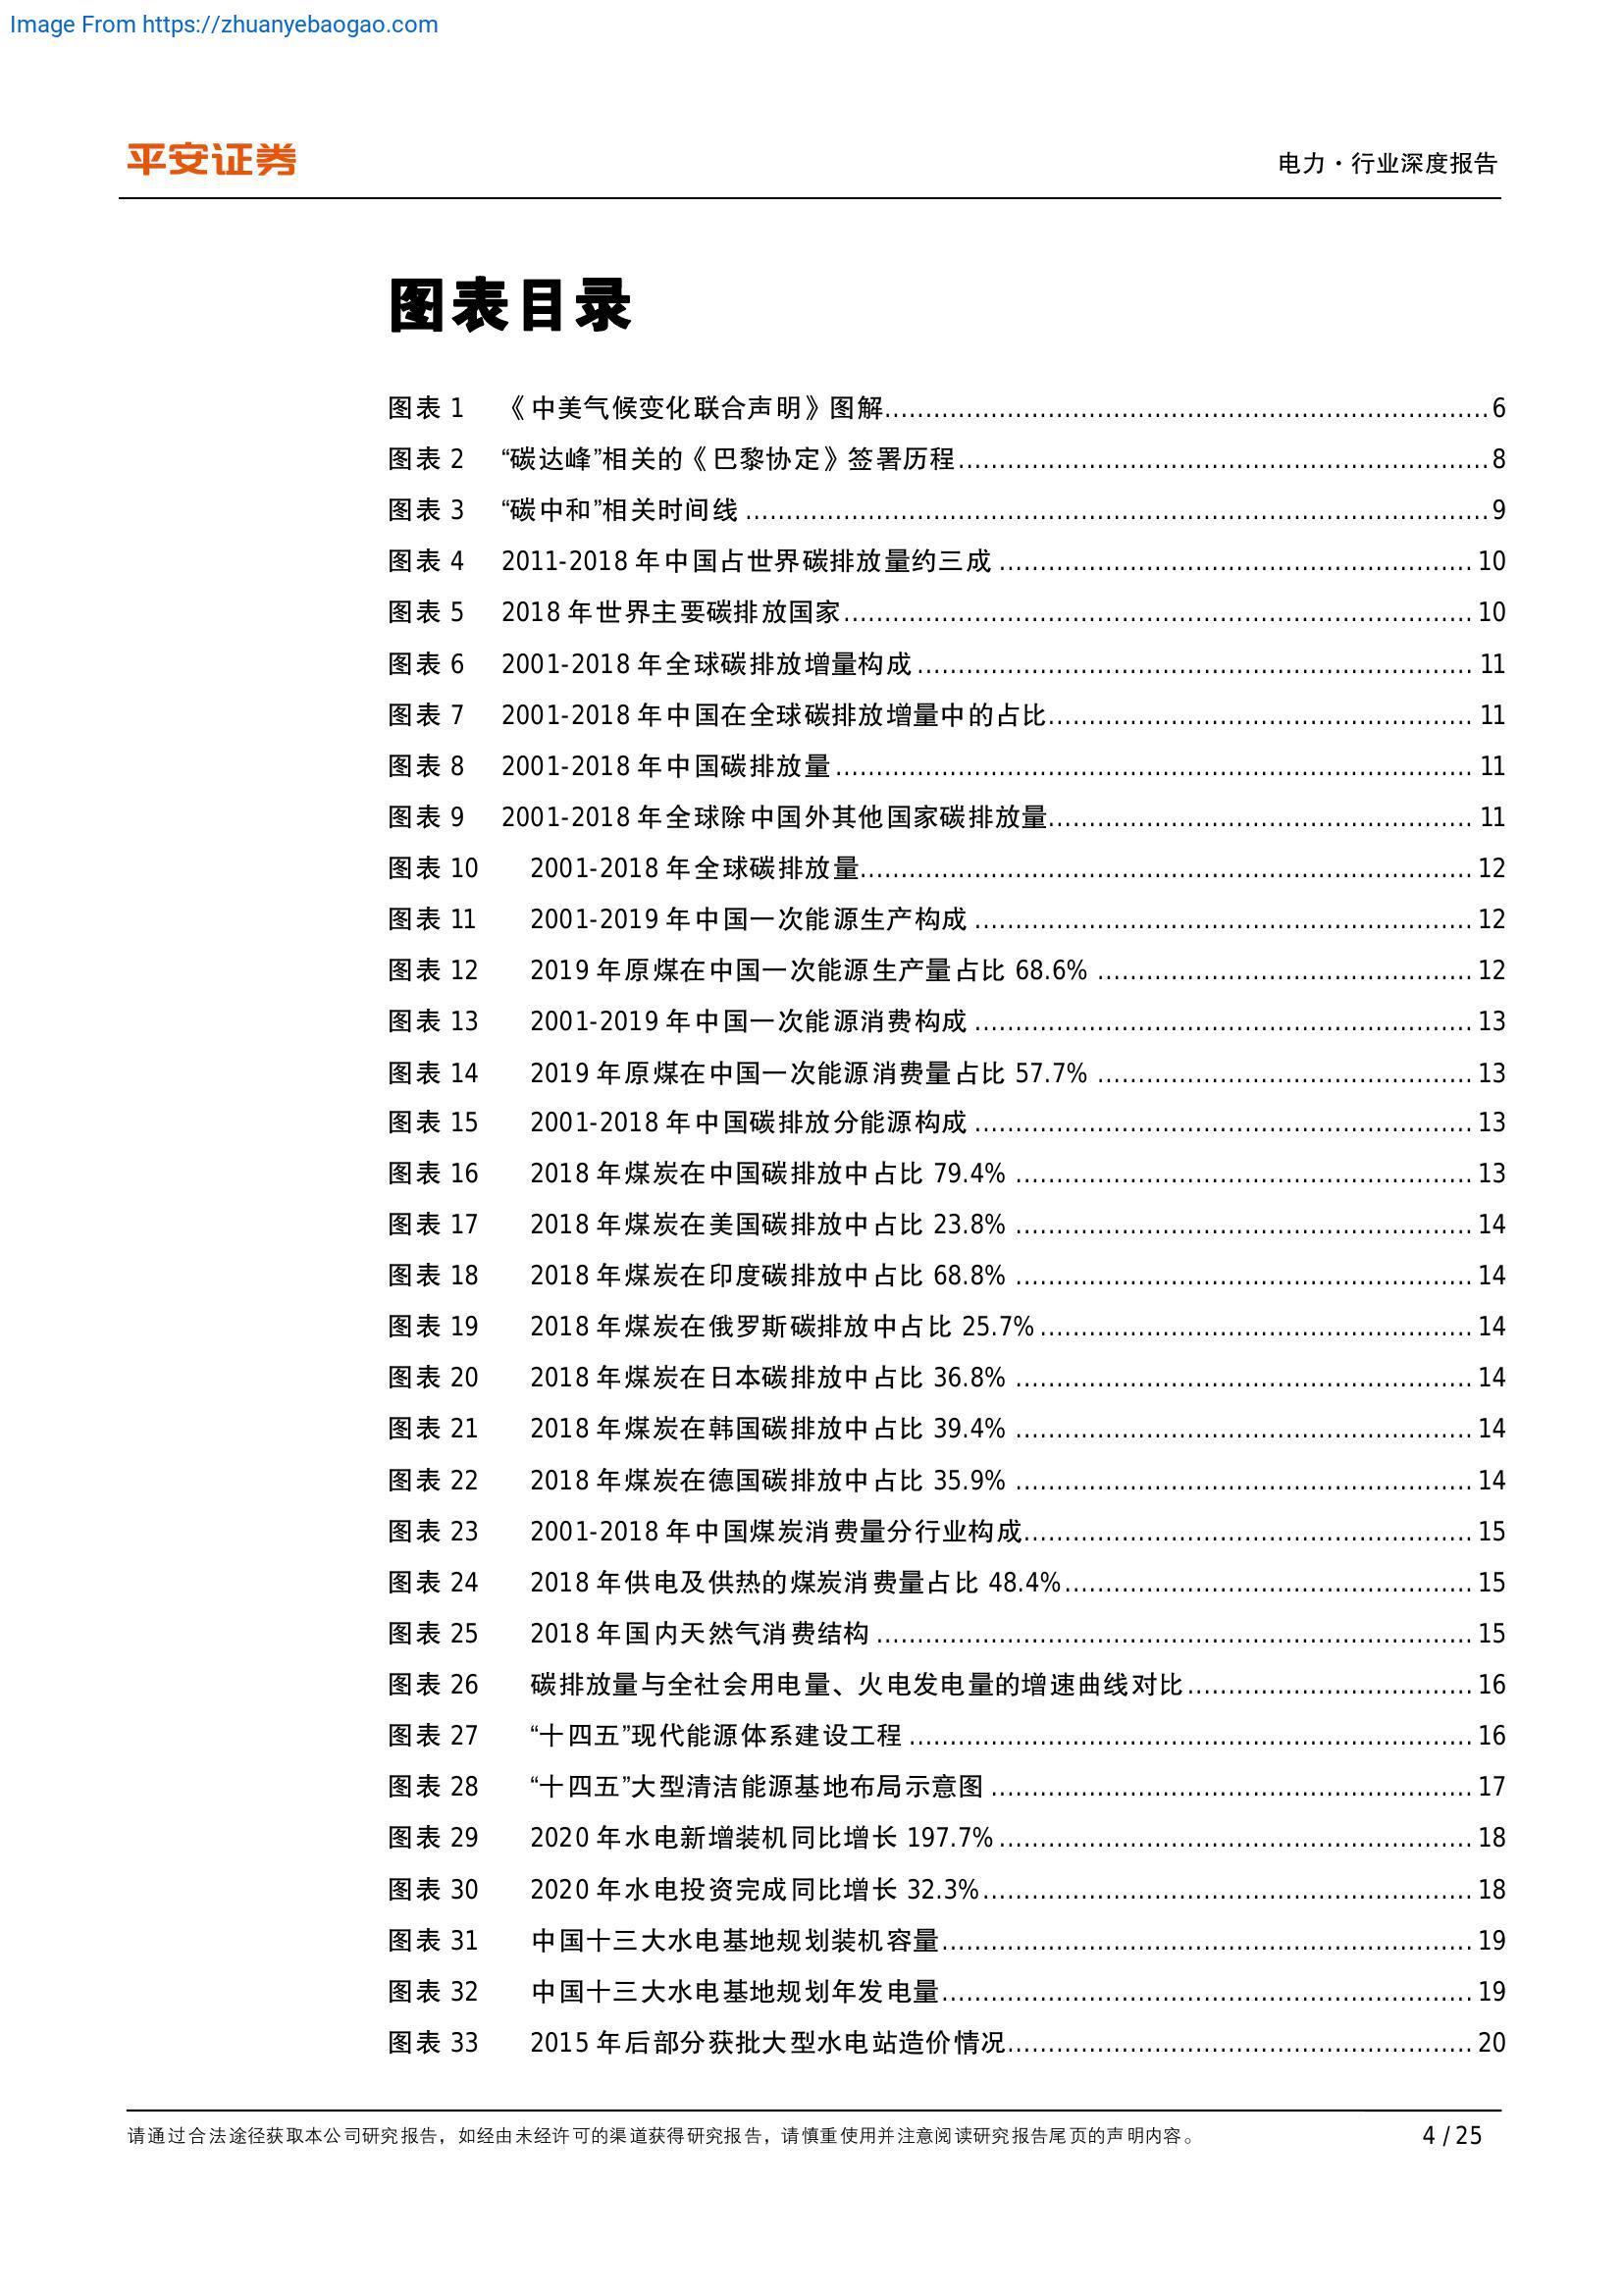 Image From https://zhuanyebaogao.com
平安证券
电力·行业深度报告
图表目录
图表 1 《中美气候变化联合声明》图解 6
图表 2 “碳达峰”相关的《巴黎协定》签署历程 8
图表 3 “碳中和”相关时间线 9
图表 4 2011-2018 年中国占世界碳排放量约三成 10
图表 5 2018 年世界主要碳排放国家 10
图表 6 2001-2018 年全球碳排放增量构成 11
图表 7 2001-2018 年中国在全球碳排放增量中的占比 11
图表 8 2001-2018 年中国碳排放量 11
图表 9 2001-2018 年全球除中国外其他国家碳排放量 11
图表 10 2001-2018 年全球碳排放量 12
图表 11 2001-2019 年中国一次能源生产构成 12
图表 12 2019 年原煤在中国一次能源生产量占比 68.6% 12
图表 13 2001-2019 年中国一次能源消费构成 13
图表 14 2019 年原煤在中国一次能源消费量占比 57.7% 13
图表 15 2001-2018 年中国碳排放分能源构成 13
图表 16 2018 年煤炭在中国碳排放中占比 79.4% 13
图表 17 2018 年煤炭在美国碳排放中占比 23.8% 14
图表 18 2018 年煤炭在印度碳排放中占比 68.8% 14
图表 19 2018 年煤炭在俄罗斯碳排放中占比 25.7% 14
图表 20 2018 年煤炭在日本碳排放中占比 36.8% 14
图表 21 2018 年煤炭在韩国碳排放中占比 39.4% 14
图表 22 2018 年煤炭在德国碳排放中占比 35.9% 14
图表 23 2001-2018 年中国煤炭消费量分行业构成 15
图表 24 2018 年供电及供热的煤炭消费量占比 48.4% 15
图表 25 2018 年国内天然气消费结构 15
图表 26 碳排放量与全社会用电量、火电发电量的增速曲线对比 16
图表 27 “十四五”现代能源体系建设工程 16
图表 28 “十四五”大型清洁能源基地布局示意图 17
图表 29 2020 年水电新增装机同比增长 197.7% 18
图表 30 2020 年水电投资完成同比增长 32.3% 18
图表 31 中国十三大水电基地规划装机容量 19
图表 32 中国十三大水电基地规划年发电量 19
图表 33 2015 年后部分获批大型水电站造价情况 20
请通过合法途径获取本公司研究报告，如经由未经许可的渠道获得研究报告，请慎重使用并注意阅读研究报告尾页的声明内容。 4 / 25